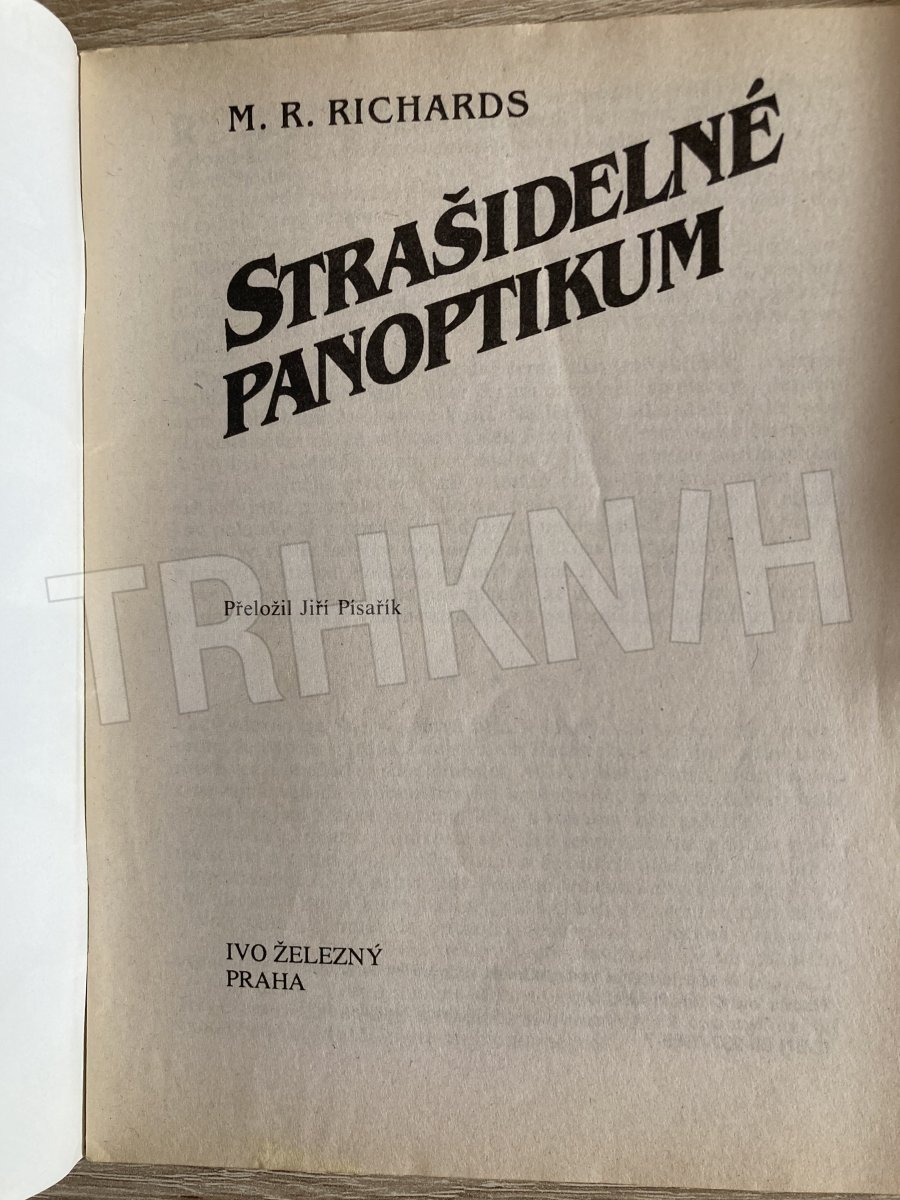 M. R. RICHARDS
STRAŠIDELNÉ
PANOPTIKUM
TRHKNIH
Přeložil Jiří Písařík
IVO ŽELEZNÝ
PRAHA